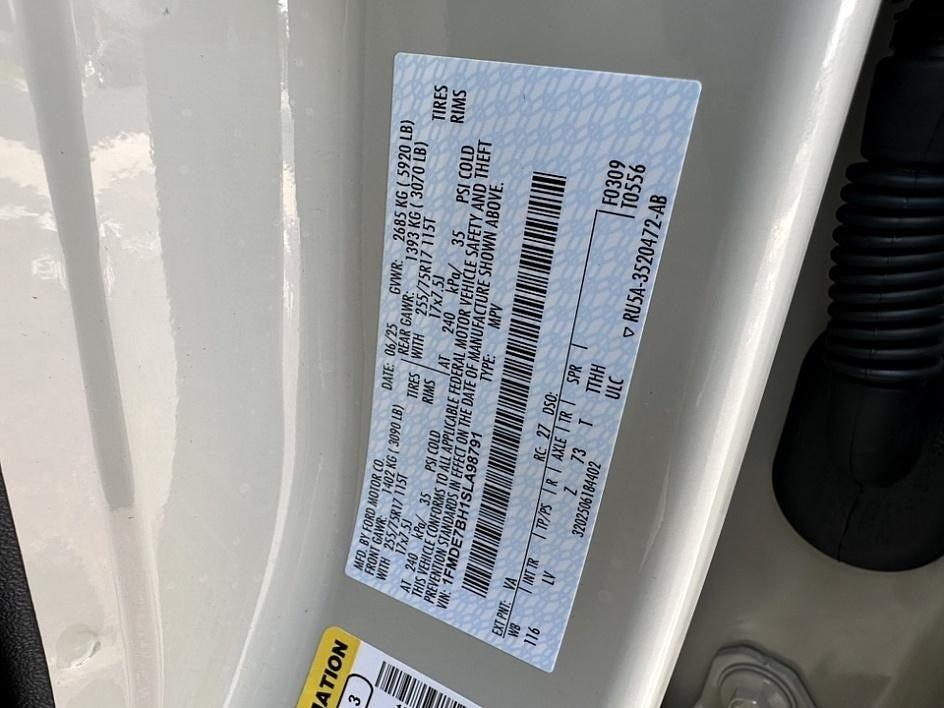 MFD. BY FORD MOTOR CO. DATE: 06/25 GVWR: 2685 KG ( 5920 LB)
FRONT GAWR: 1402 KG ( 3090 LB) REAR GAWR: 1393 KG ( 3070 LB)
WITH 255/75R17 115T TIRES WITH 255/75R17 115T TIRES
17x7.5J RIMS 17x7.5J RIMS
AT 240 kPa/ 35 PSI COLD AT 240 kPa/ 35 PSI COLD
THIS VEHICLE CONFORMS TO ALL APPLICABLE FEDERAL MOTOR VEHICLE SAFETY AND THEFT
PREVENTION STANDARDS IN EFFECT ON THE DATE OF MANUFACTURE SHOWN ABOVE.
VIN: 1FMDE7BH1SLA98791 TYPE: MPV
EXT PNT: VA RC: 27 DSO: F0309
WB INT TR TP/PS R AXLE TR SPR T0556
116 LV Z 73 T TTHH
3202506184402 ULC
RU5A-3520472-AB
MATION
3